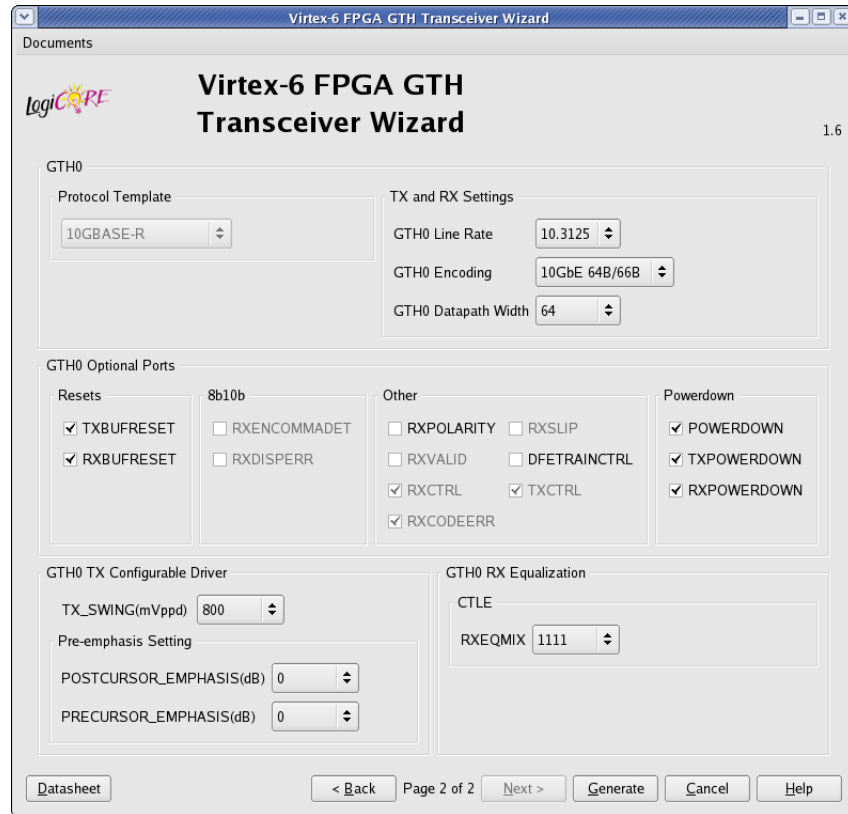 Virtex-6 FPGA GTH Transceiver Wizard
Documents
LogiCORE
Virtex-6 FPGA GTH
Transceiver Wizard
1.6
GTH0
Protocol Template
10GBASE-R
TX and RX Settings
GTH0 Line Rate 10.3125
GTH0 Encoding 10GbE 64B/66B
GTH0 Datapath Width 64
GTH0 Optional Ports
Resets
TXBUFRESET
RXBUFRESET
8b10b
RXENCOMMADET
RXDISPERR
Other
RXPOLARITY RXSLIP
RXVALID DFETRAINCTRL
RXCTRL TXCTRL
RXCODEERR
Powerdown
POWERDOWN
TXPOWERDOWN
RXPOWERDOWN
GTH0 TX Configurable Driver
TX_SWING(mVppd) 800
Pre-emphasis Setting
POSTCURSOR_EMPHASIS(dB) 0
PRECURSOR_EMPHASIS(dB) 0
GTH0 RX Equalization
CTLE
RXEQMIX 1111
Datasheet < Back Page 2 of 2 Next > Generate Cancel Help